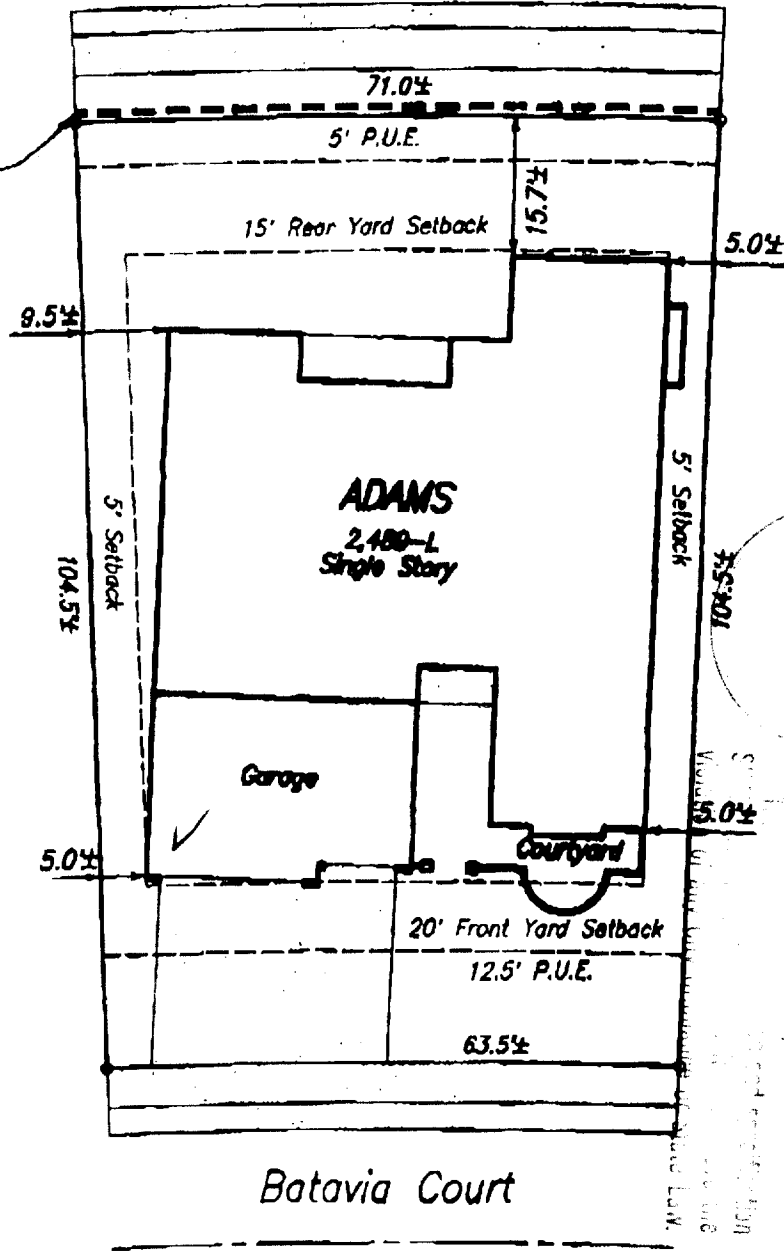 71.0'±
5' P.U.E.
15.7'±
15' Rear Yard Setback
5.0'±
9.5'±
ADAMS
2,489-L
Single Story
5' Setback
5' Setback
104.5'±
104.5'±
Garage
5.0'±
Courtyard
5.0'±
20' Front Yard Setback
12.5' P.U.E.
63.5'±
Batavia Court